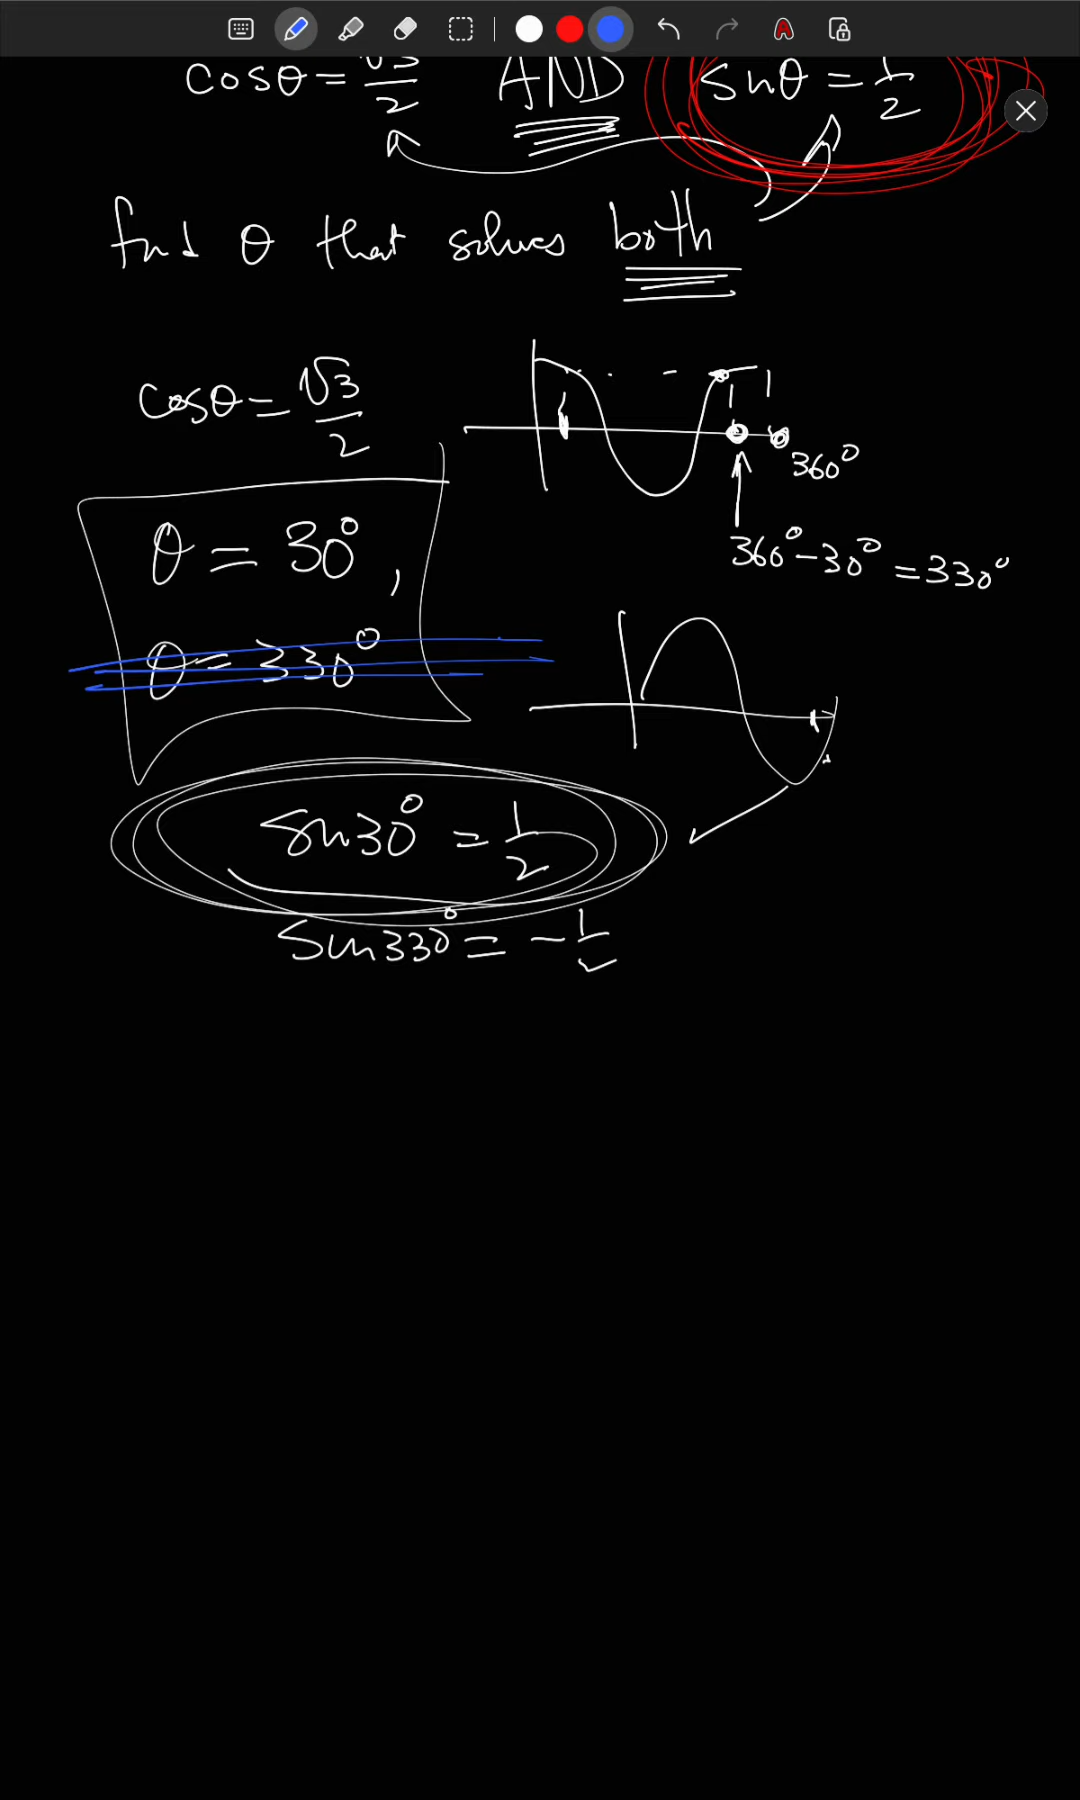 cosθ = √3/2 AND sinθ = 1/2
find θ that solves both
cosθ = √3/2
360°
θ = 30°,
360° - 30° = 330°
θ = 330°
sin30° = 1/2
sin330° = -1/2